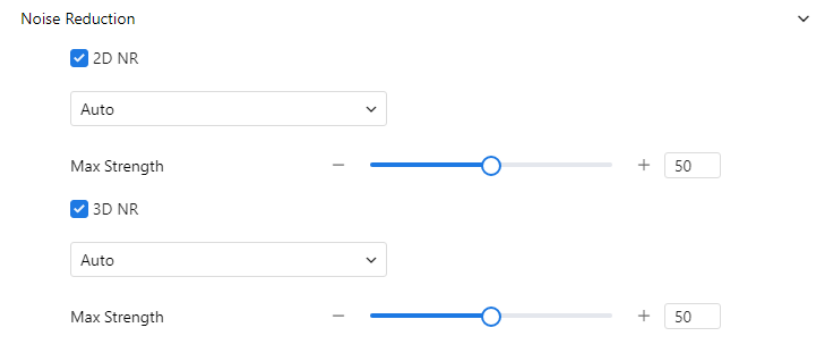 Noise Reduction
2D NR
Auto
Max Strength − + 50
3D NR
Auto
Max Strength − + 50